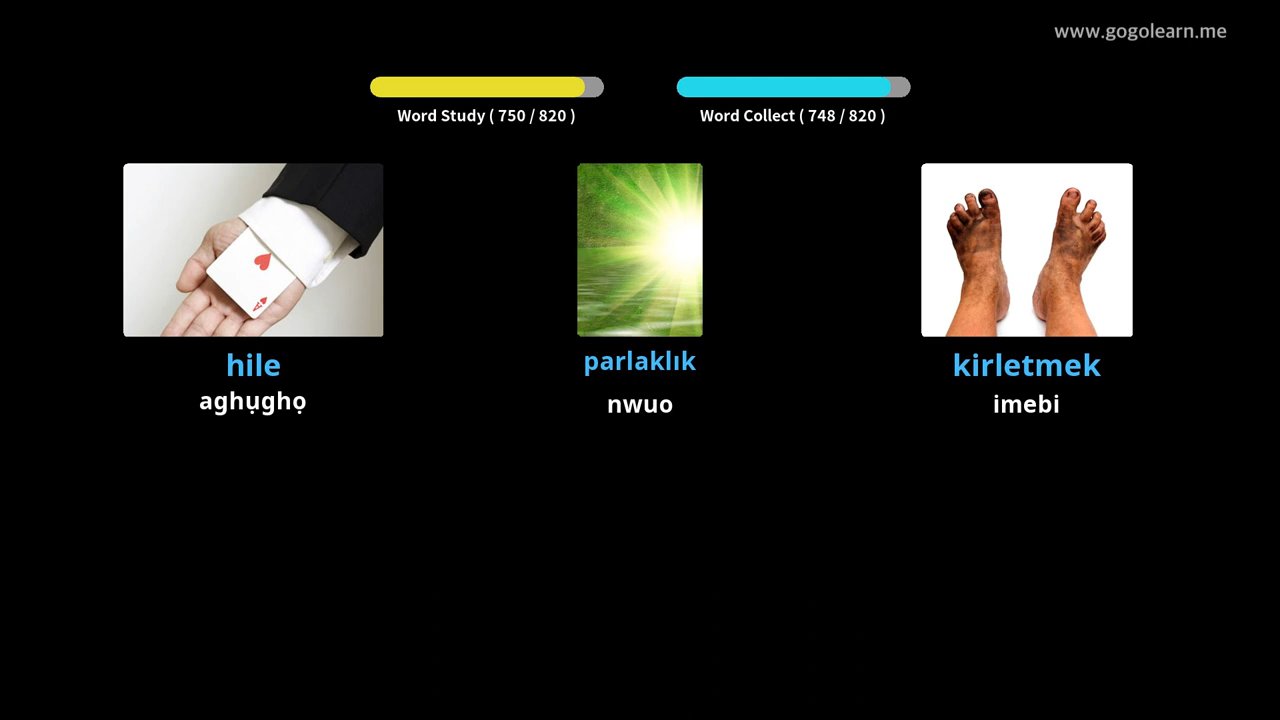 www.gogolearn.me
Word Study ( 750 / 820 )
Word Collect ( 748 / 820 )
hile
aghụghọ
parlaklık
nwuo
kirletmek
imebi